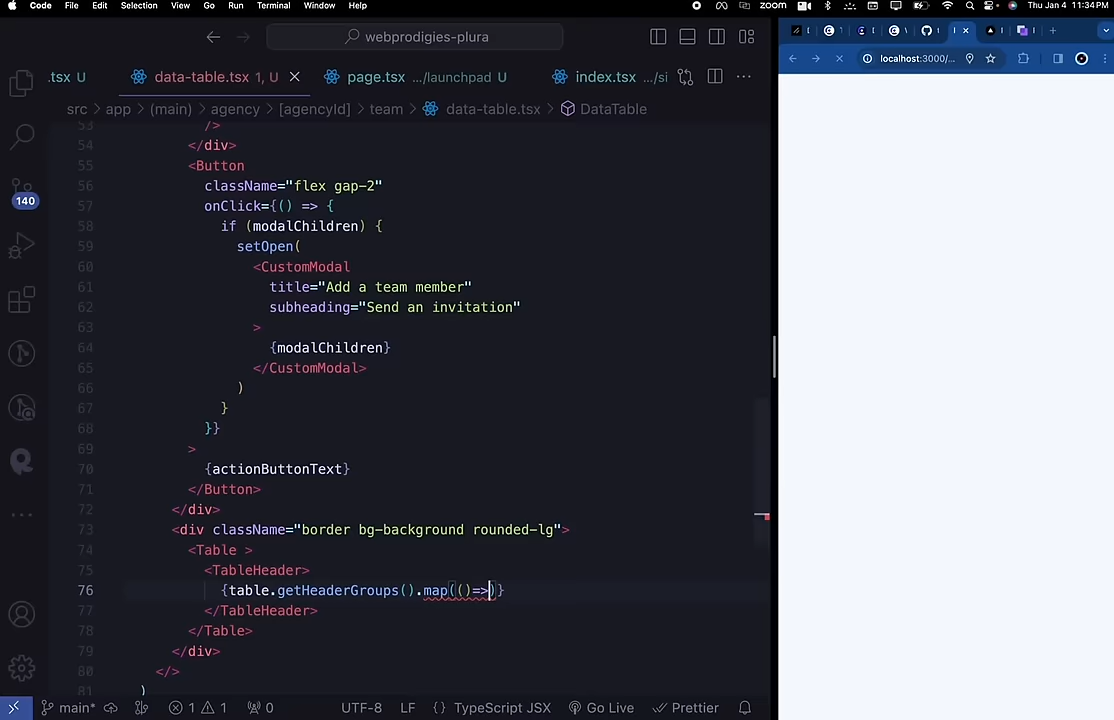 Code File Edit Selection View Go Run Terminal Window Help zoom Thu Jan 4 11:34 PM
webprodigies-plura
.tsx U data-table.tsx 1, U page.tsx .../launchpad U index.tsx .../si
localhost:3000/...
src > app > (main) > agency > [agencyId] > team > data-table.tsx > DataTable
53 />
54 </div>
55 <Button
56 className="flex gap-2"
57 onClick={() => {
58 if (modalChildren) {
59 setOpen(
60 <CustomModal
61 title="Add a team member"
62 subheading="Send an invitation"
63 >
64 {modalChildren}
65 </CustomModal>
66 )
67 }
68 }}
69 >
70 {actionButtonText}
71 </Button>
72 </div>
73 <div className="border bg-background rounded-lg">
74 <Table >
75 <TableHeader>
76 {table.getHeaderGroups().map(()=>)}
77 </TableHeader>
78 </Table>
79 </div>
80 </>
81 )
140
main* 1 1 0 UTF-8 LF {} TypeScript JSX Go Live Prettier